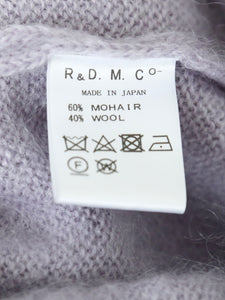 R&D. M. Co-
MADE IN JAPAN
60% MOHAIR
40% WOOL
F
W